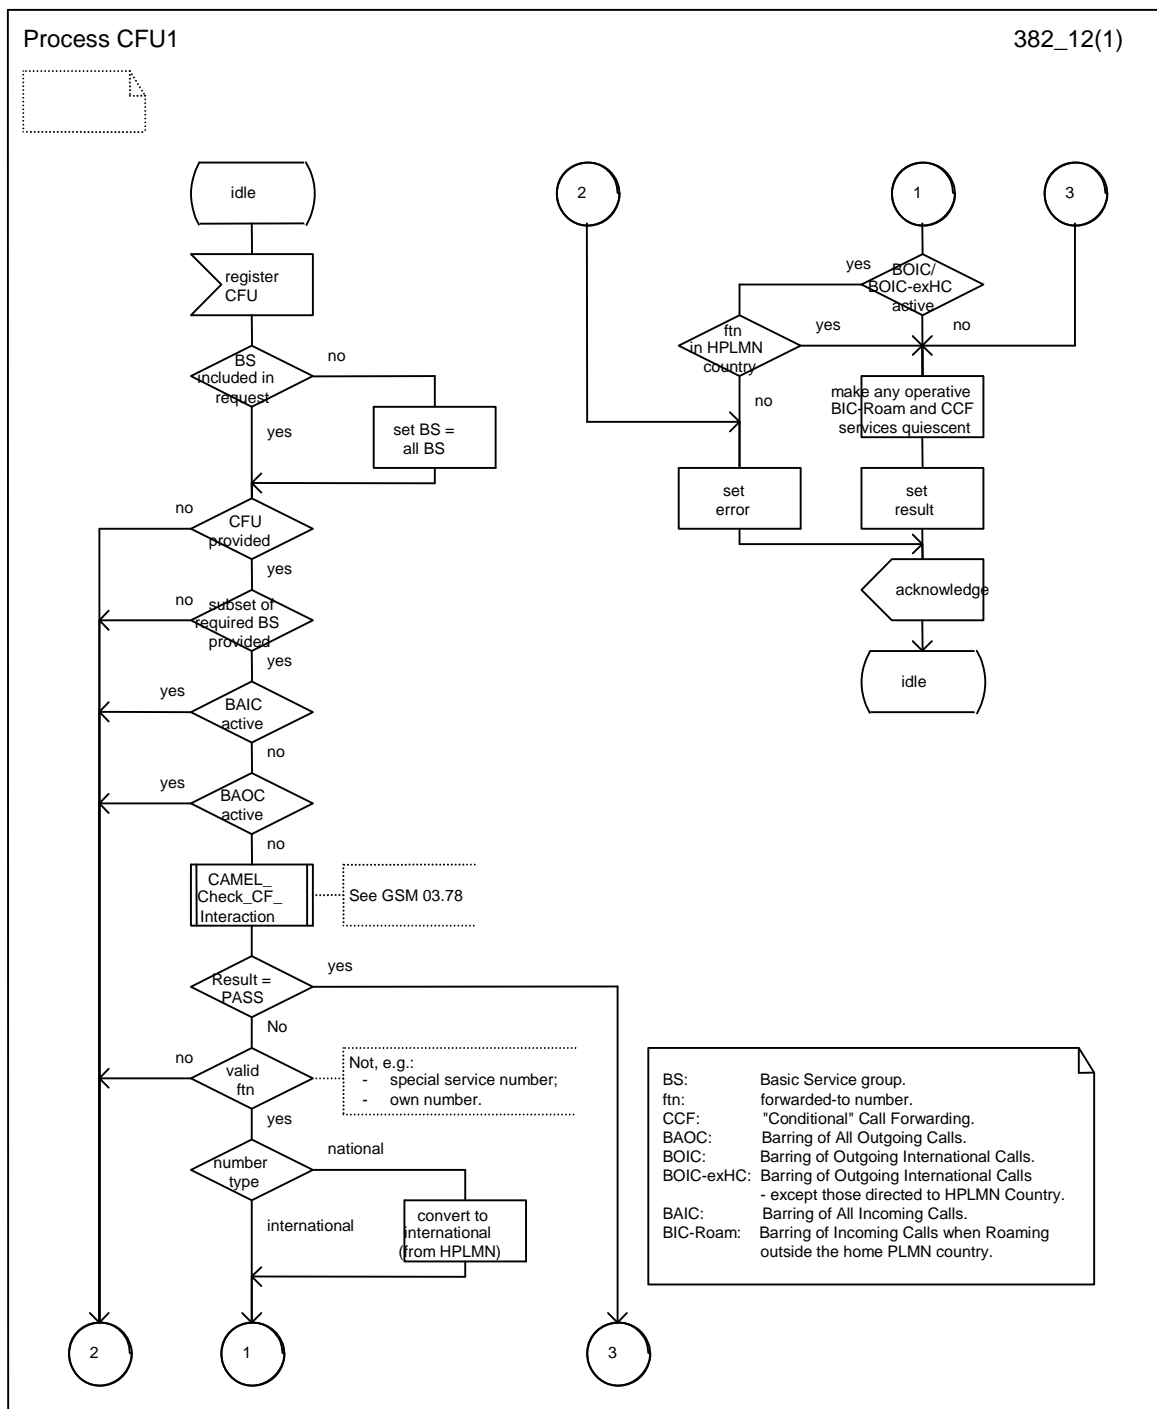 Process CFU1
382_12(1)
idle
register
CFU
BS
included in
request
no
yes
set BS =
all BS
no
CFU
provided
yes
no
subset of
required BS
provided
yes
yes
BAIC
active
no
yes
BAOC
active
no
CAMEL_
Check_CF_
Interaction
See GSM 03.78
Result =
PASS
yes
No
no
valid
ftn
Not, e.g.:
- special service number;
- own number.
yes
number
type
national
international
convert to
international
(from HPLMN)
2
1
3
2
1
3
yes
BOIC/
BOIC-exHC
active
no
ftn
in HPLMN
country
yes
no
make any operative
BIC-Roam and CCF
services quiescent
set
error
set
result
acknowledge
idle
BS: Basic Service group.
ftn: forwarded-to number.
CCF: "Conditional" Call Forwarding.
BAOC: Barring of All Outgoing Calls.
BOIC: Barring of Outgoing International Calls.
BOIC-exHC: Barring of Outgoing International Calls
- except those directed to HPLMN Country.
BAIC: Barring of All Incoming Calls.
BIC-Roam: Barring of Incoming Calls when Roaming
outside the home PLMN country.